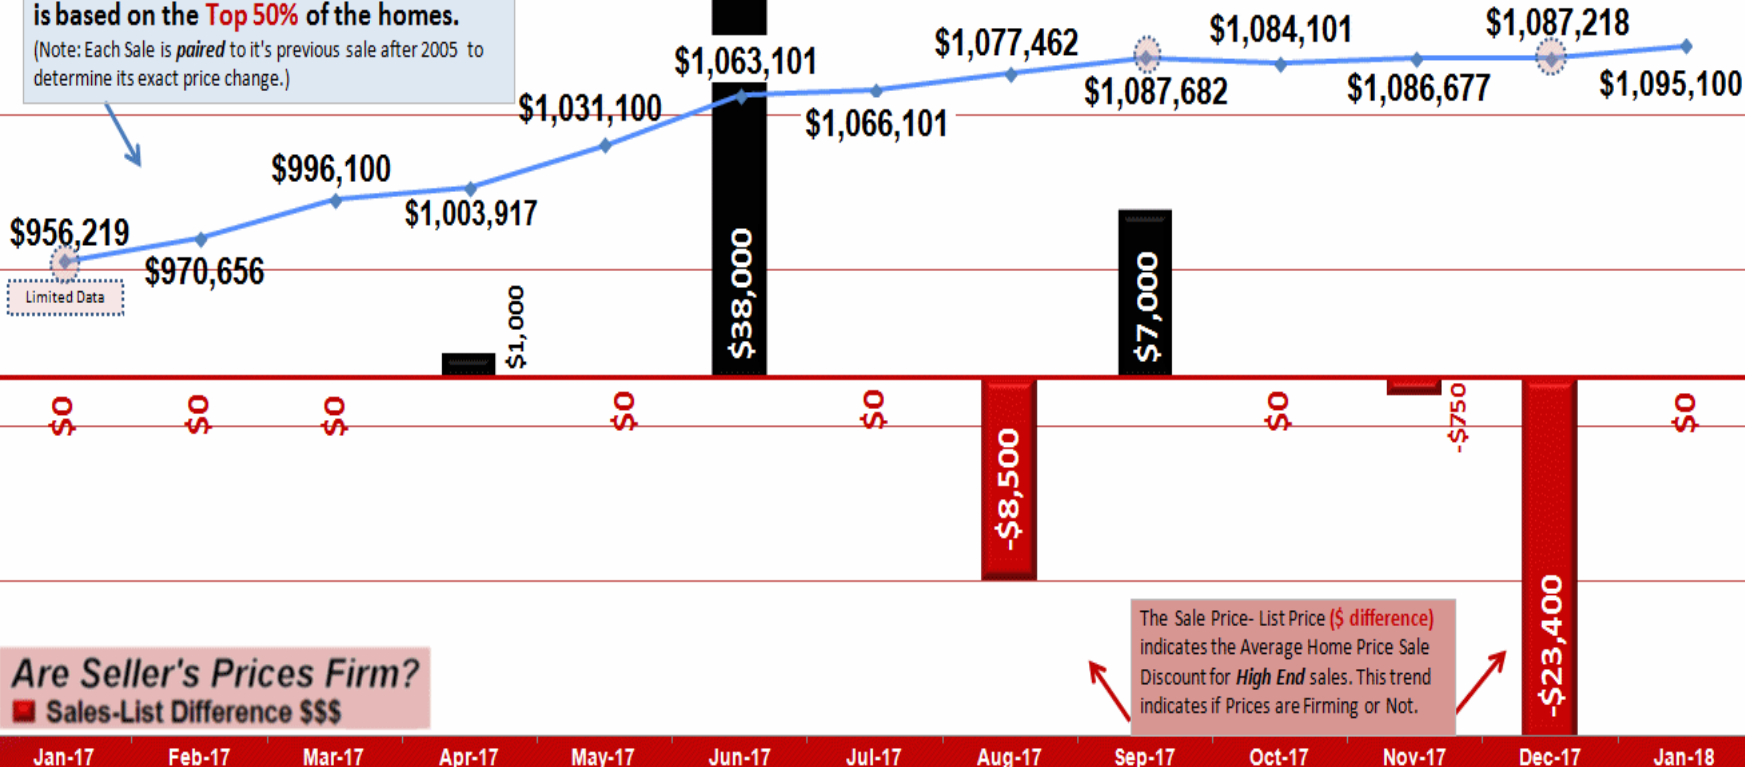 is based on the Top 50% of the homes.
(Note: Each Sale is paired to it's previous sale after 2005 to
determine its exact price change.)
$956,219
Limited Data
$970,656
$996,100
$1,003,917
$1,031,100
$1,063,101
$1,066,101
$1,077,462
$1,087,682
$1,084,101
$1,086,677
$1,087,218
$1,095,100
$0
$0
$0
$1,000
$0
$38,000
$0
-$8,500
$7,000
$0
-$750
-$23,400
$0
The Sale Price- List Price ($ difference)
indicates the Average Home Price Sale
Discount for High End sales. This trend
indicates if Prices are Firming or Not.
Are Seller's Prices Firm?
Sales-List Difference $$$
Jan-17 Feb-17 Mar-17 Apr-17 May-17 Jun-17 Jul-17 Aug-17 Sep-17 Oct-17 Nov-17 Dec-17 Jan-18